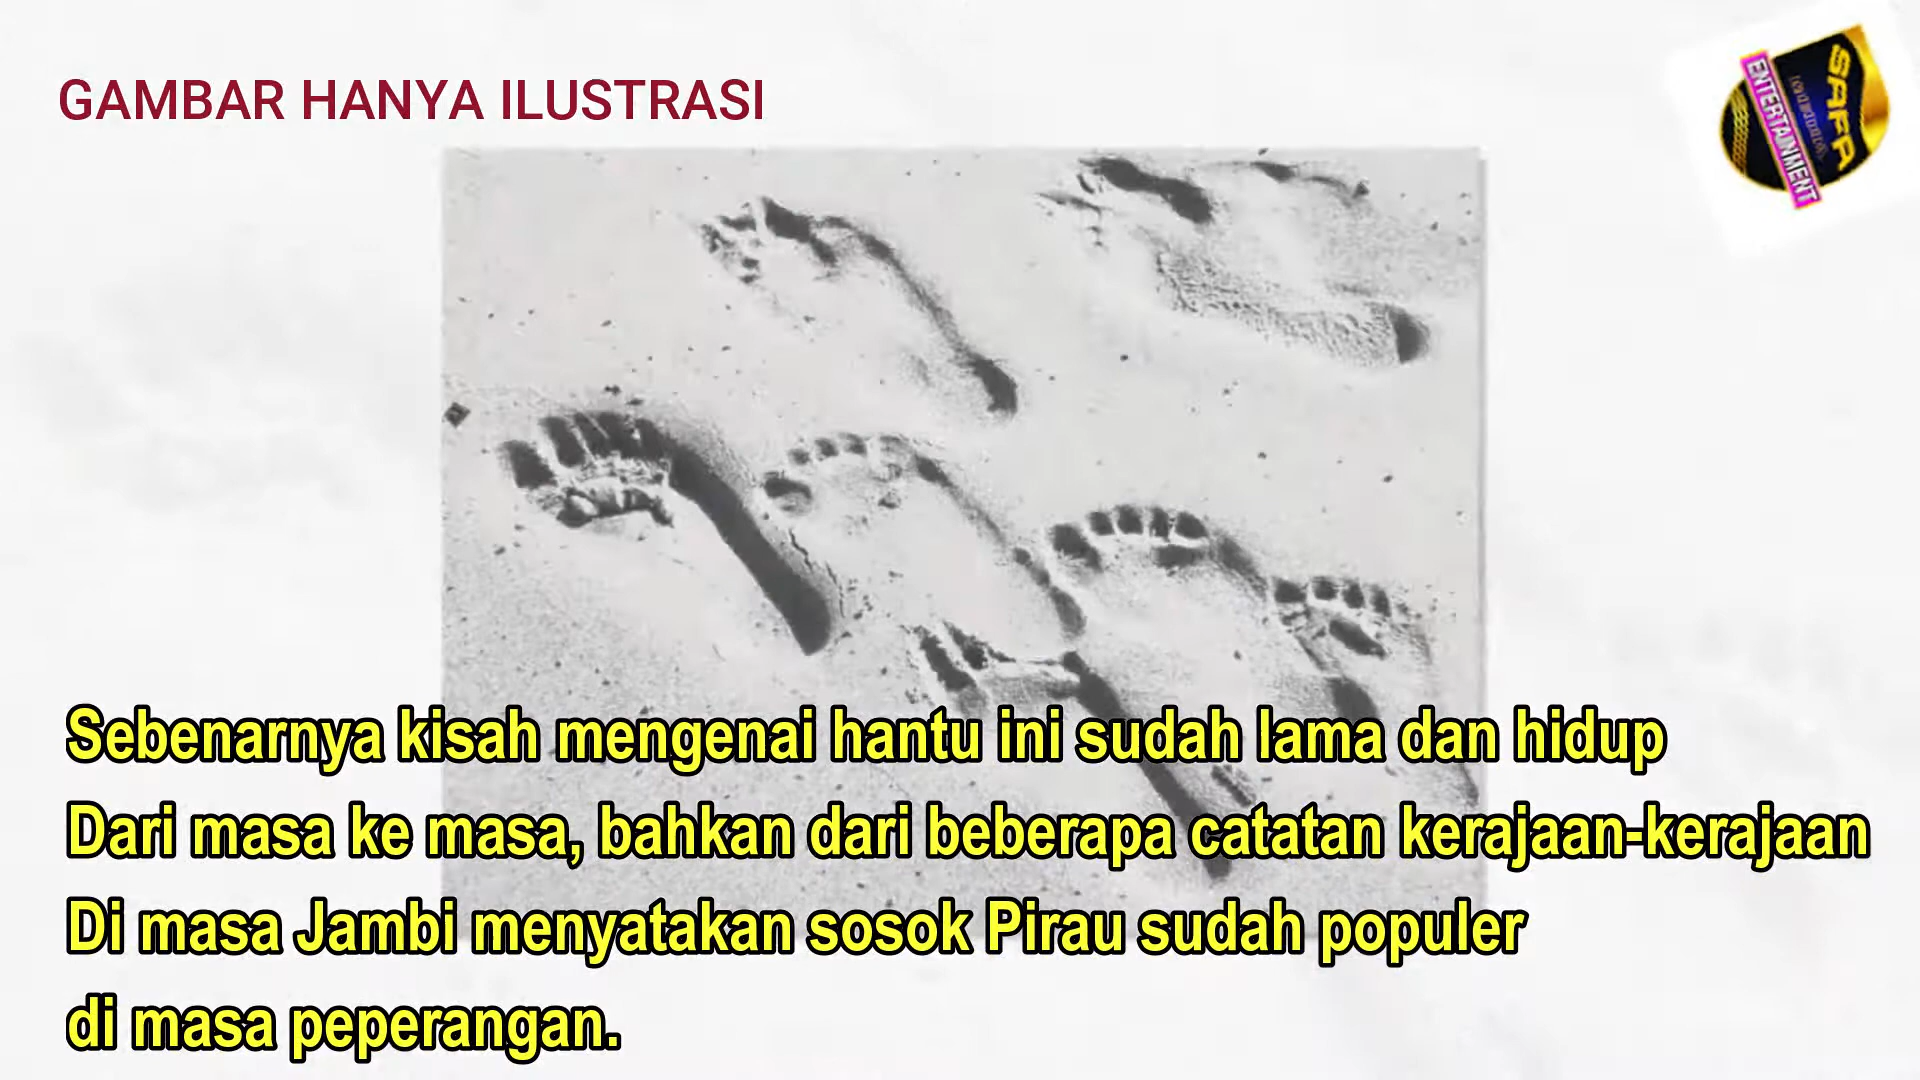 GAMBAR HANYA ILUSTRASI
SAFA
ENTERTAINMENT
Sebenarnya kisah mengenai hantu ini sudah lama dan hidup
Dari masa ke masa, bahkan dari beberapa catatan kerajaan-kerajaan
Di masa Jambi menyatakan sosok Pirau sudah populer
di masa peperangan.